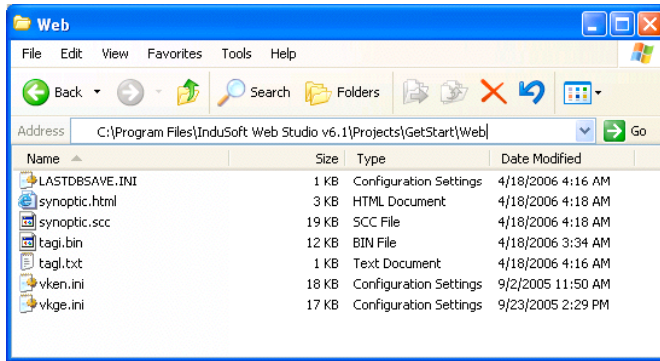 Web
File Edit View Favorites Tools Help
Back Search Folders
Address C:\Program Files\InduSoft Web Studio v6.1\Projects\GetStart\Web Go
Name Size Type Date Modified
LASTDBSAVE.INI 1 KB Configuration Settings 4/18/2006 4:16 AM
synoptic.html 3 KB HTML Document 4/18/2006 4:18 AM
synoptic.scc 19 KB SCC File 4/18/2006 4:18 AM
tagi.bin 12 KB BIN File 4/18/2006 3:34 AM
tagl.txt 1 KB Text Document 4/18/2006 4:16 AM
vken.ini 18 KB Configuration Settings 9/2/2005 11:50 AM
vkge.ini 17 KB Configuration Settings 9/23/2005 2:29 PM